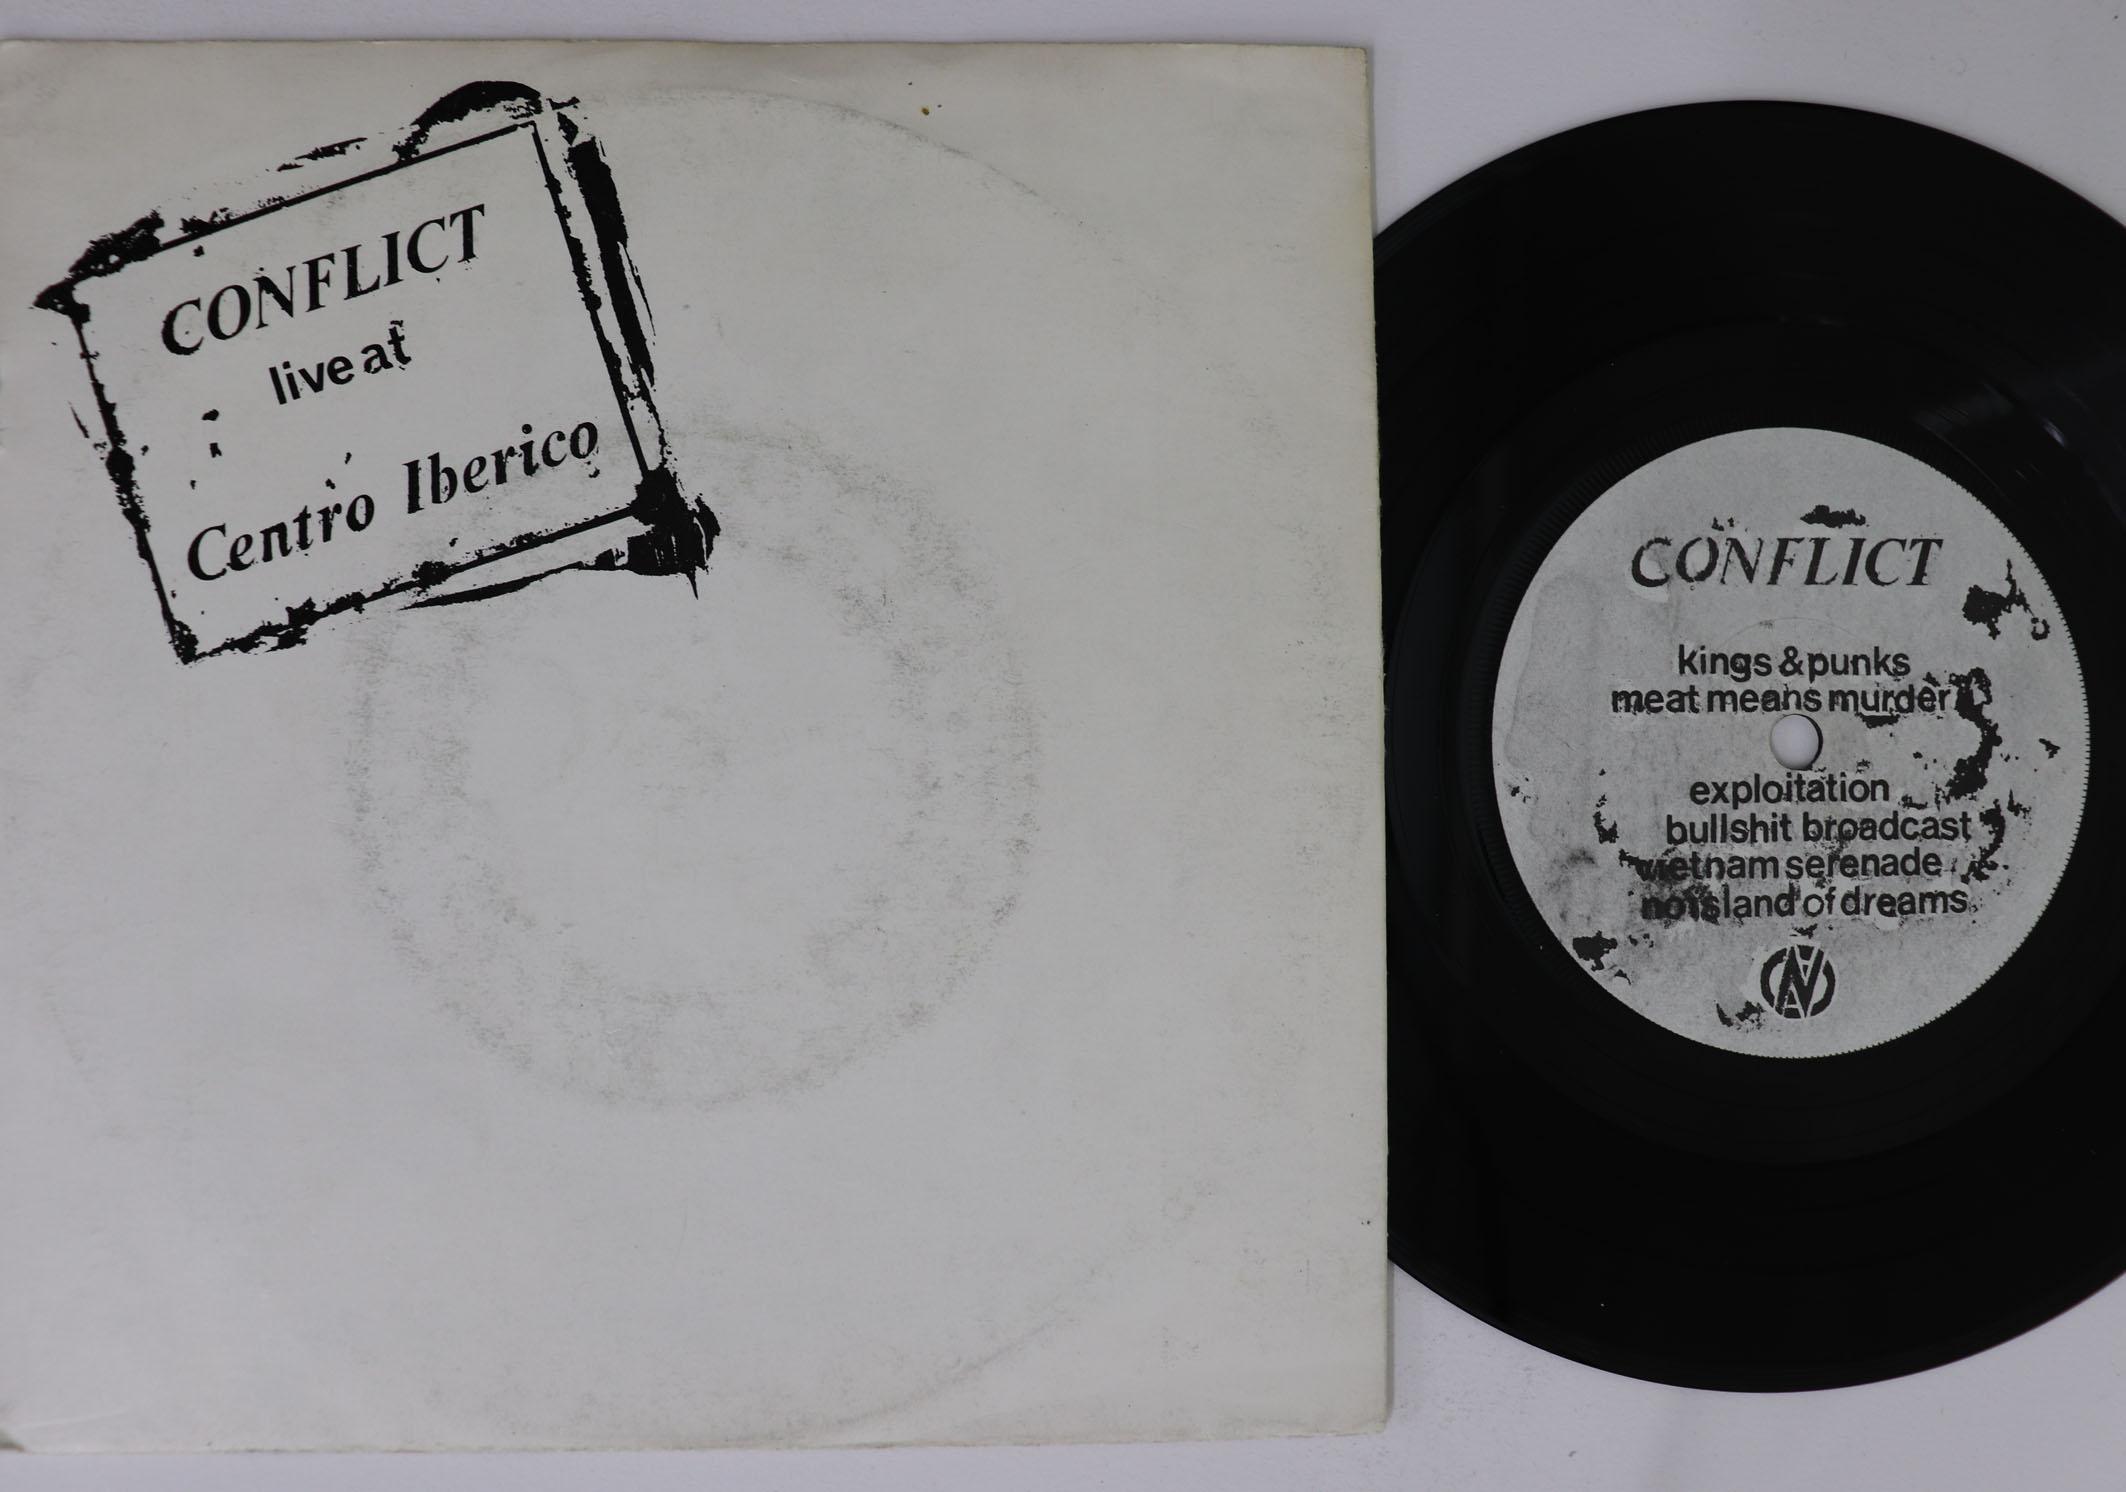 CONFLICT
live at
Centro Iberico
CONFLICT
kings & punks
meat means murder
exploitation
bullshit broadcast
vietnam serenade
no island of dreams